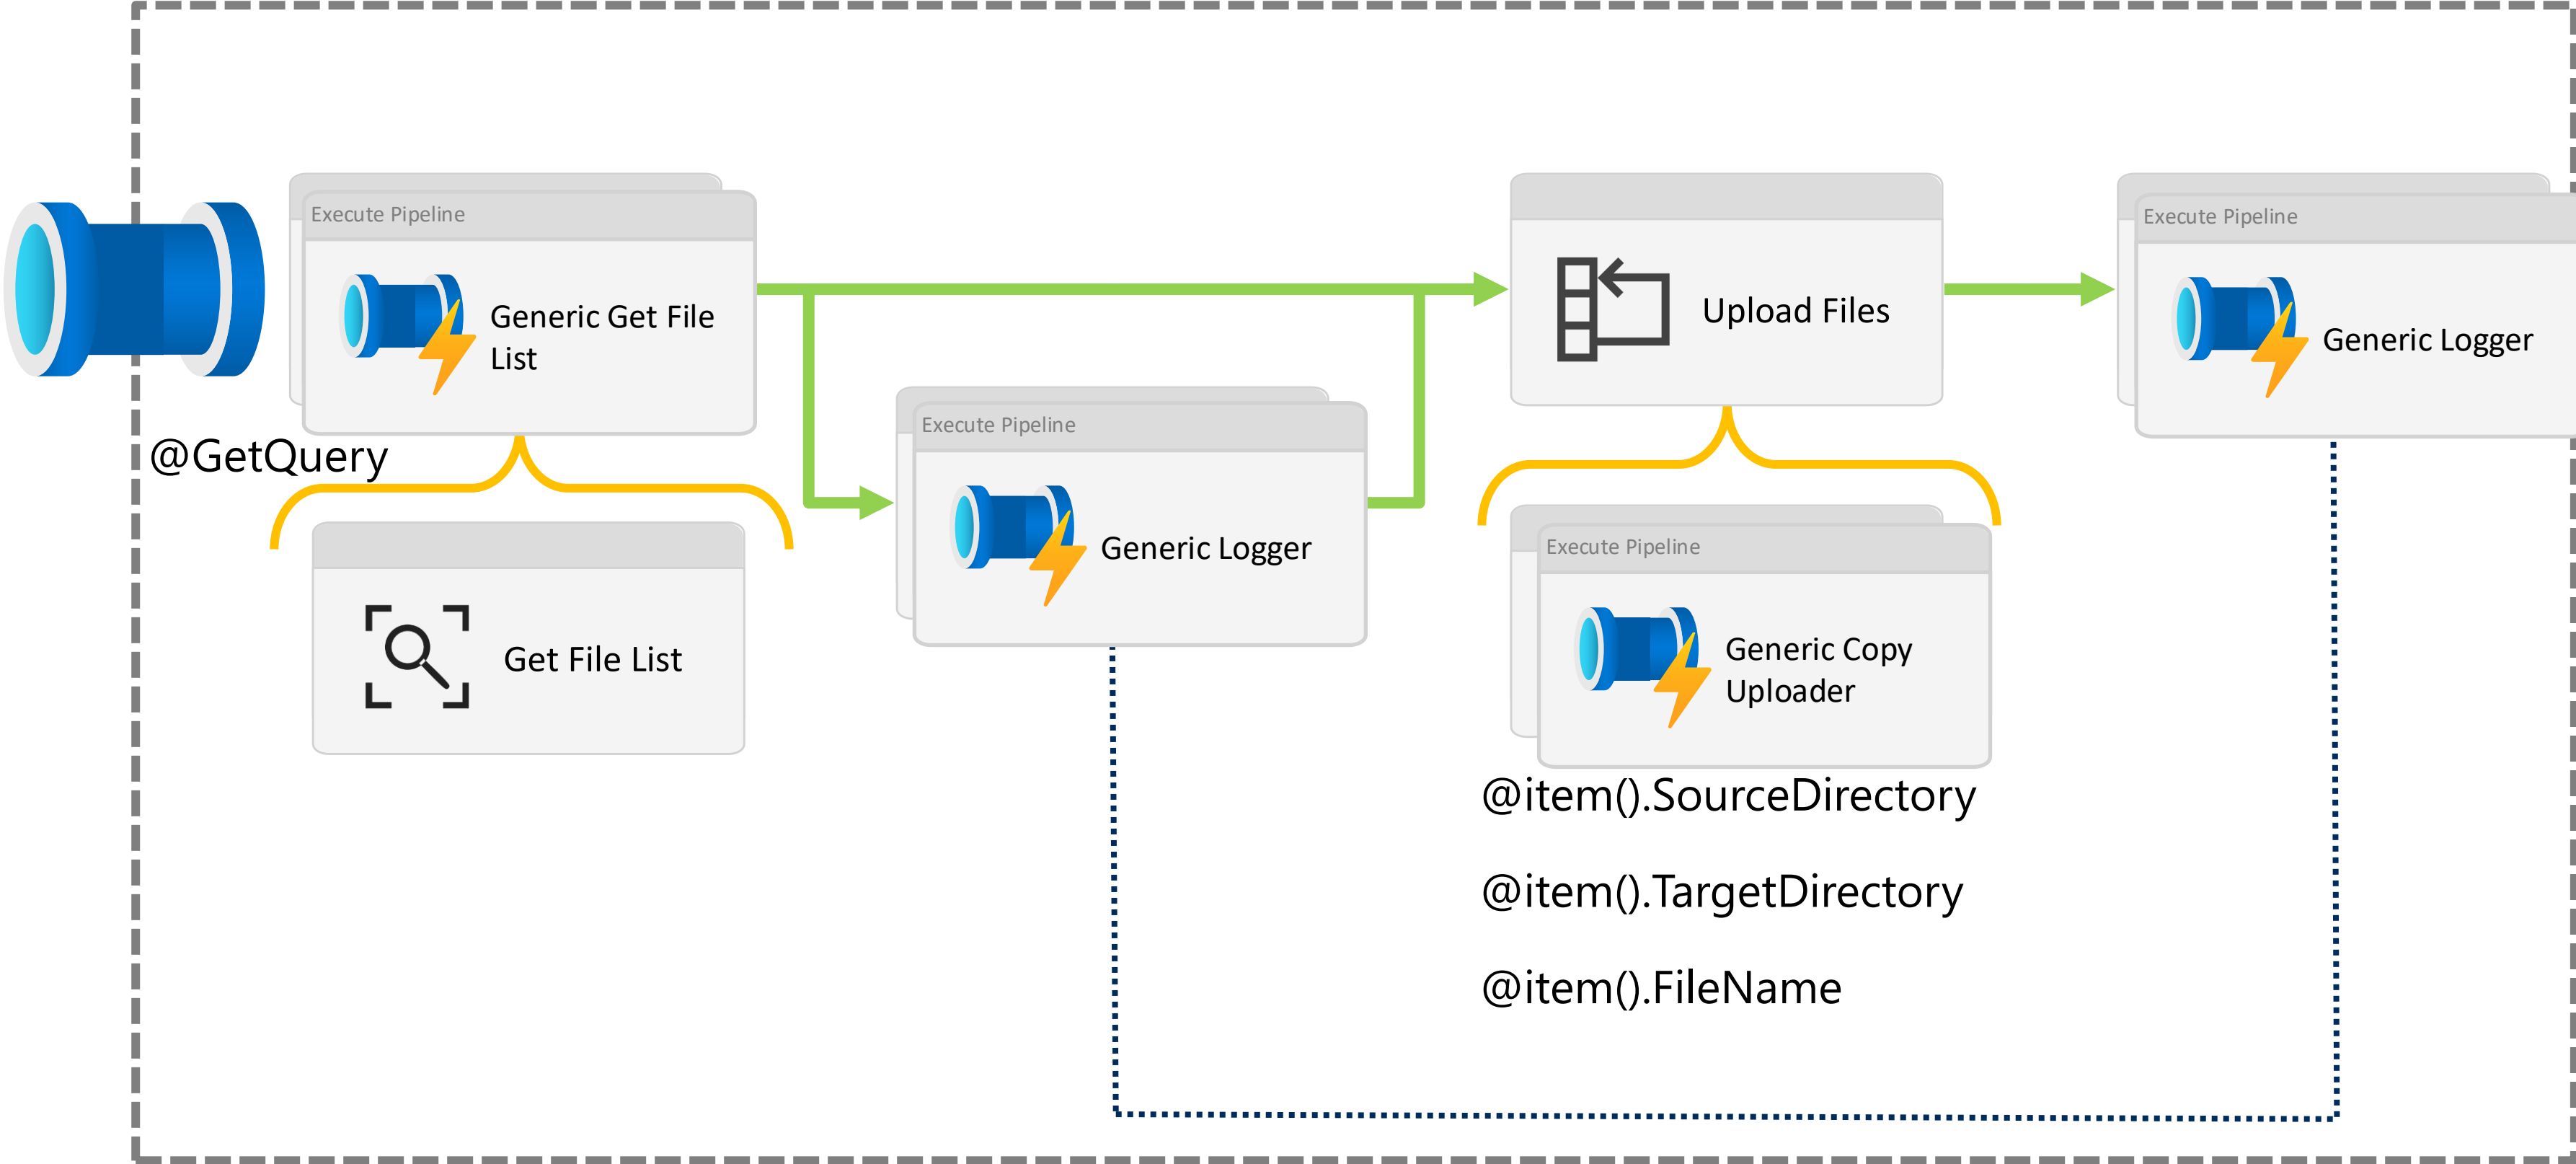 Execute Pipeline
Generic Get File
List
@GetQuery
Get File List
Execute Pipeline
Generic Logger
Upload Files
Execute Pipeline
Generic Copy
Uploader
@item().SourceDirectory
@item().TargetDirectory
@item().FileName
Execute Pipeline
Generic Logger